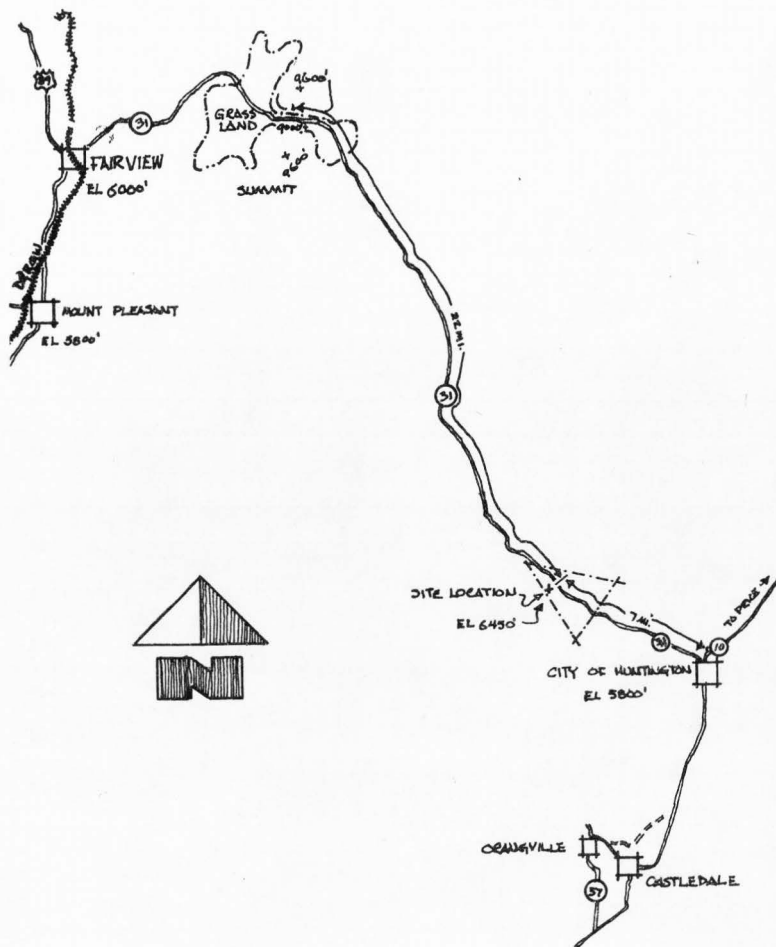 89
31
9600'
GRASS
LAND
9000'±
9600'
SUMMIT
FAIRVIEW
EL 6000'
D&RGW
MOUNT PLEASANT
EL 5800'
22 MI.
31
SITE LOCATION
EL 6450'
7 MI.
31
10
TO PRICE
CITY OF HUNTINGTON
EL 5800'
N
ORANGVILLE
CASTLEDALE
57